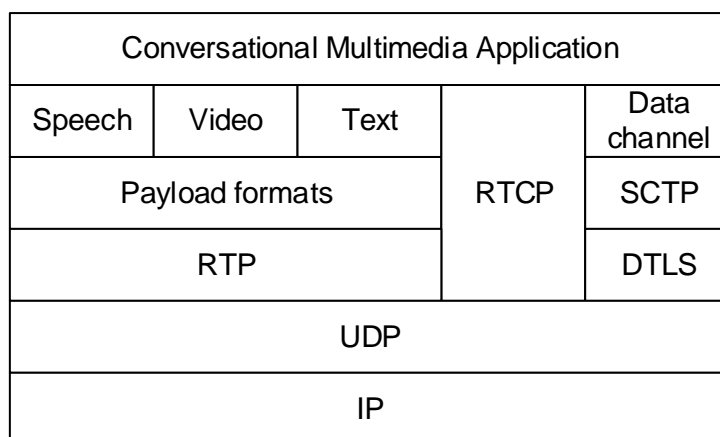 Conversational Multimedia Application
Speech
Video
Text
Data
channel
Payload formats
RTCP
SCTP
RTP
DTLS
UDP
IP